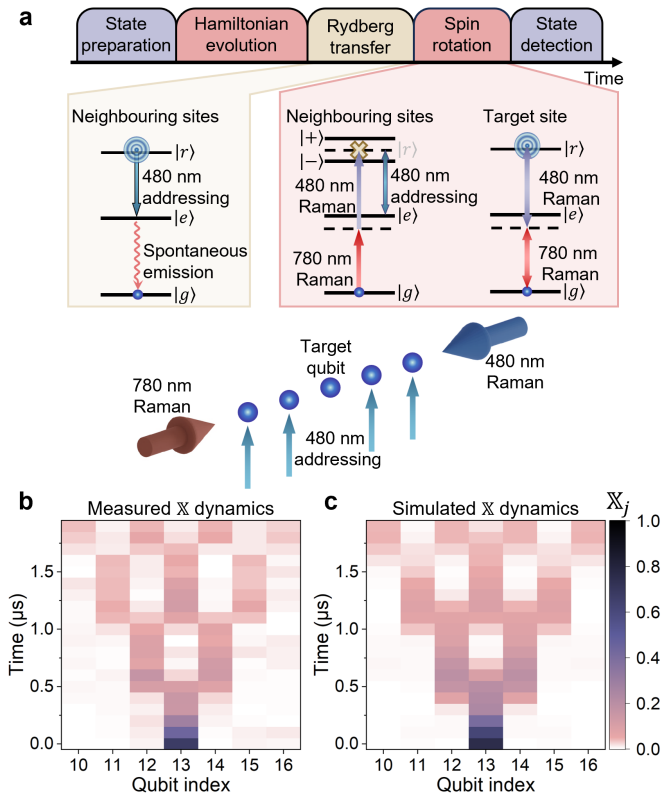 a
State
preparation
Hamiltonian
evolution
Rydberg
transfer
Spin
rotation
State
detection
Time
Neighbouring sites
|r⟩
480 nm
addressing
|e⟩
Spontaneous
emission
|g⟩
Neighbouring sites
|+⟩
|r⟩
|−⟩
480 nm
Raman
480 nm
addressing
|e⟩
780 nm
Raman
|g⟩
Target site
|r⟩
480 nm
Raman
|e⟩
780 nm
Raman
|g⟩
Target
qubit
480 nm
Raman
780 nm
Raman
480 nm
addressing
b
Measured 𝕏 dynamics
Time (μs)
1.5
1.0
0.5
0.0
10 11 12 13 14 15 16
Qubit index
c
Simulated 𝕏 dynamics
Time (μs)
1.5
1.0
0.5
0.0
10 11 12 13 14 15 16
Qubit index
𝕏j
1.0
0.8
0.6
0.4
0.2
0.0